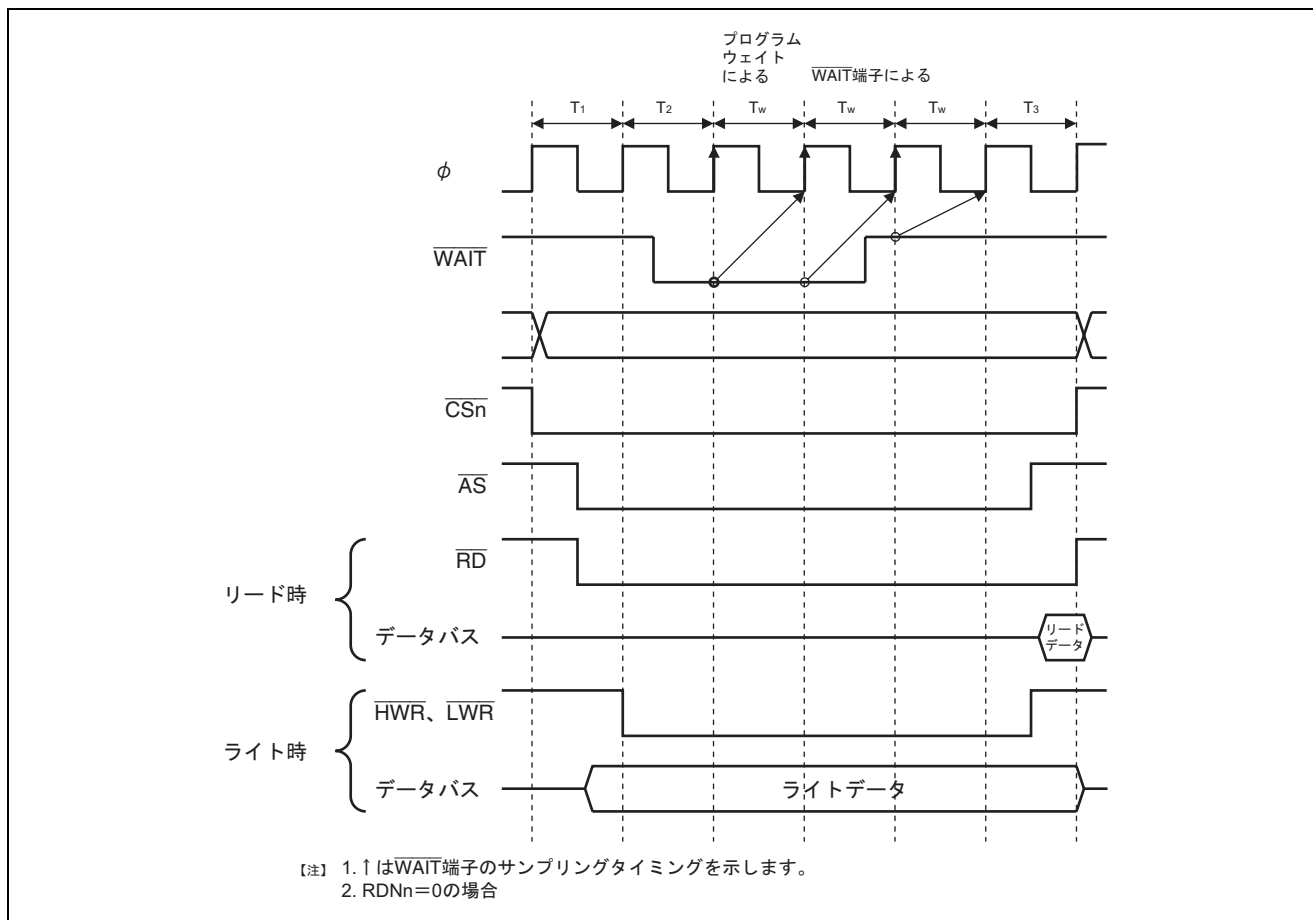 プログラム
ウェイト
による
WAIT端子による
T1 T2 Tw Tw Tw T3
φ
WAIT
CSn
AS
RD
リード時
データバス
リード
データ
HWR、LWR
ライト時
データバス
ライトデータ
【注】 1. ↑はWAIT端子のサンプリングタイミングを示します。
2. RDNn＝0の場合